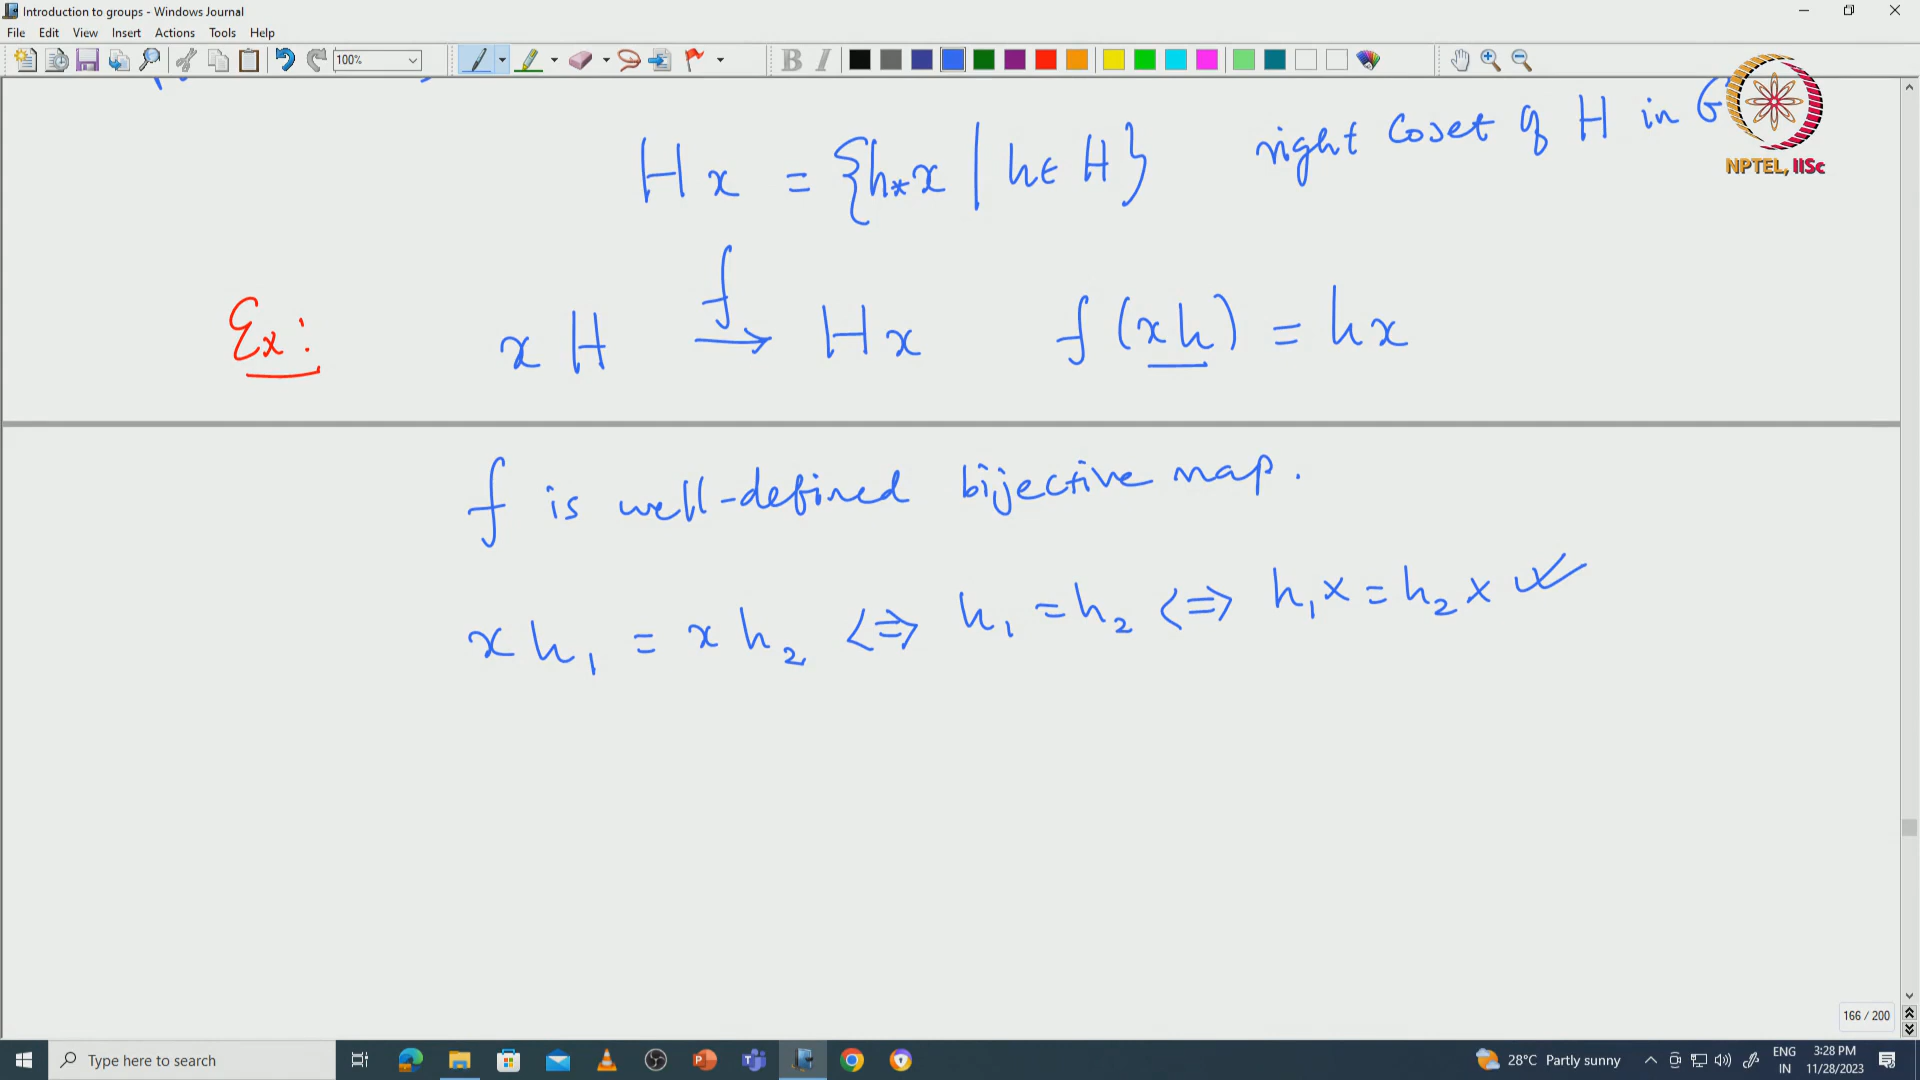 Introduction to groups - Windows Journal
File Edit View Insert Actions Tools Help
100%
B I
NPTEL, IISc
Hx = {h*x | h∈H} right coset of H in G
Ex: xH →f Hx f(xh) = hx
f is well-defined bijective map.
xh₁ = xh₂ <=> h₁ = h₂ <=> h₁x = h₂x ✓
166 / 200
Type here to search
28°C Partly sunny
ENG
IN
3:28 PM
11/28/2023